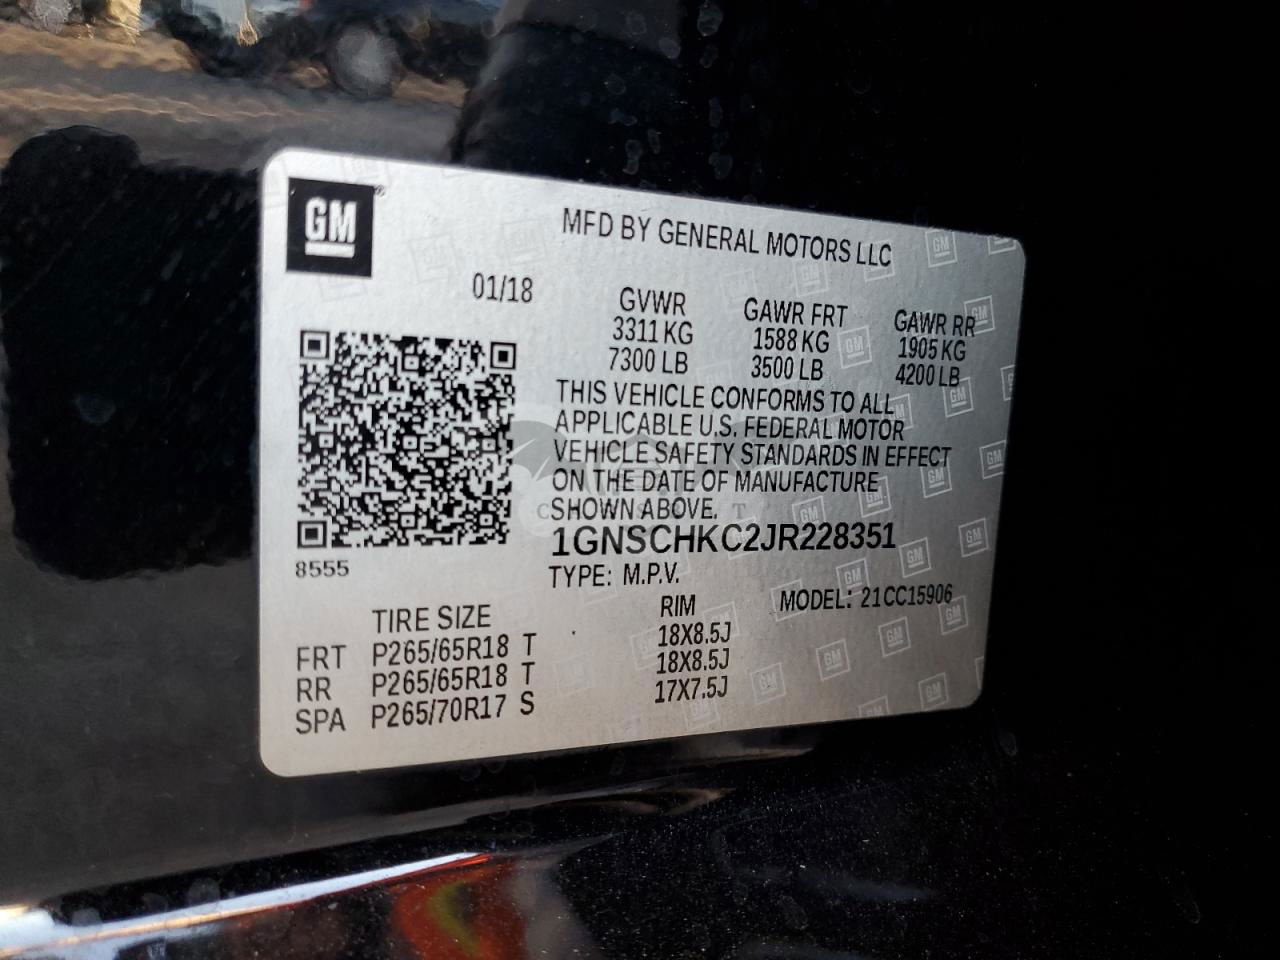 GM
MFD BY GENERAL MOTORS LLC
01/18
GVWR GAWR FRT GAWR RR
3311 KG 1588 KG 1905 KG
7300 LB 3500 LB 4200 LB
THIS VEHICLE CONFORMS TO ALL
APPLICABLE U.S. FEDERAL MOTOR
VEHICLE SAFETY STANDARDS IN EFFECT
ON THE DATE OF MANUFACTURE
SHOWN ABOVE.
1GNSCHKC2JR228351
8555
TYPE: M.P.V. MODEL: 21CC15906
TIRE SIZE RIM
FRT P265/65R18 T 18X8.5J
RR P265/65R18 T 18X8.5J
SPA P265/70R17 S 17X7.5J